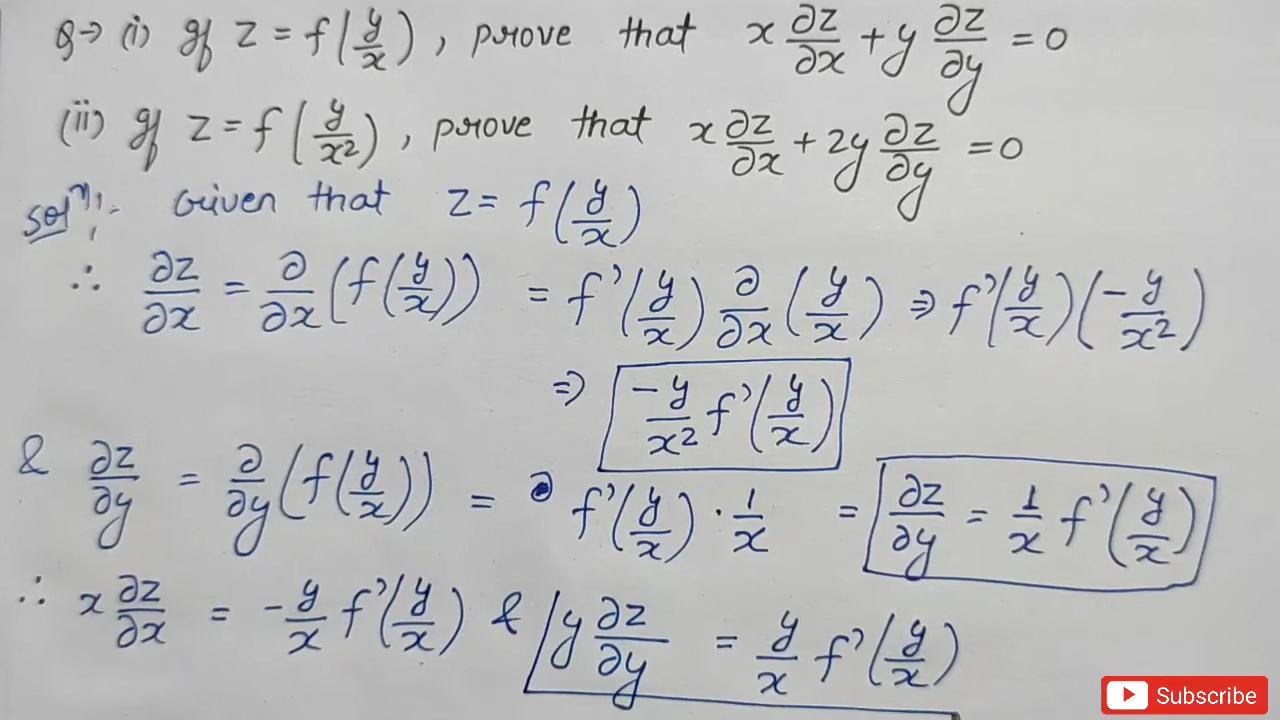 Q→ (i) If z = f(y/x), prove that x ∂z/∂x + y ∂z/∂y = 0
(ii) If z = f(y/x²), prove that x ∂z/∂x + 2y ∂z/∂y = 0
Solⁿ:- Given that z = f(y/x)
∴ ∂z/∂x = ∂/∂x (f(y/x)) = f'(y/x) ∂/∂x (y/x) ⇒ f'(y/x) (-y/x²)
⇒ -y/x² f'(y/x)
& ∂z/∂y = ∂/∂y (f(y/x)) = f'(y/x) · 1/x = ∂z/∂y = 1/x f'(y/x)
∴ x ∂z/∂x = -y/x f'(y/x) & y ∂z/∂y = y/x f'(y/x)
Subscribe